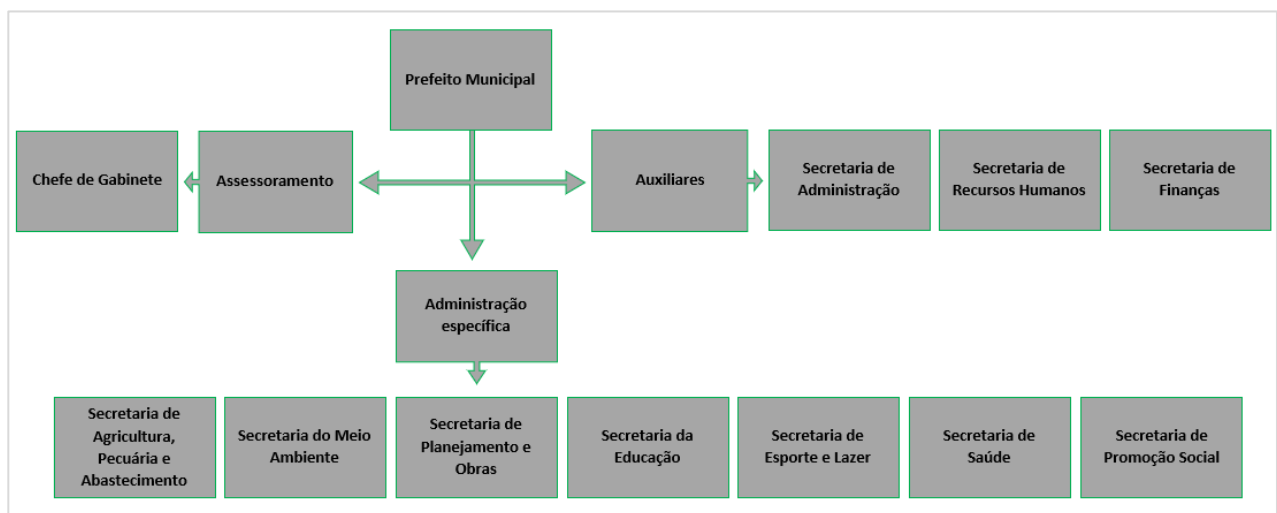 Prefeito Municipal
Chefe de Gabinete
Assessoramento
Auxiliares
Secretaria de
Administração
Secretaria de
Recursos Humanos
Secretaria de
Finanças
Administração
específica
Secretaria de
Agricultura,
Pecuária e
Abastecimento
Secretaria do Meio
Ambiente
Secretaria de
Planejamento e
Obras
Secretaria da
Educação
Secretaria de
Esporte e Lazer
Secretaria de
Saúde
Secretaria de
Promoção Social